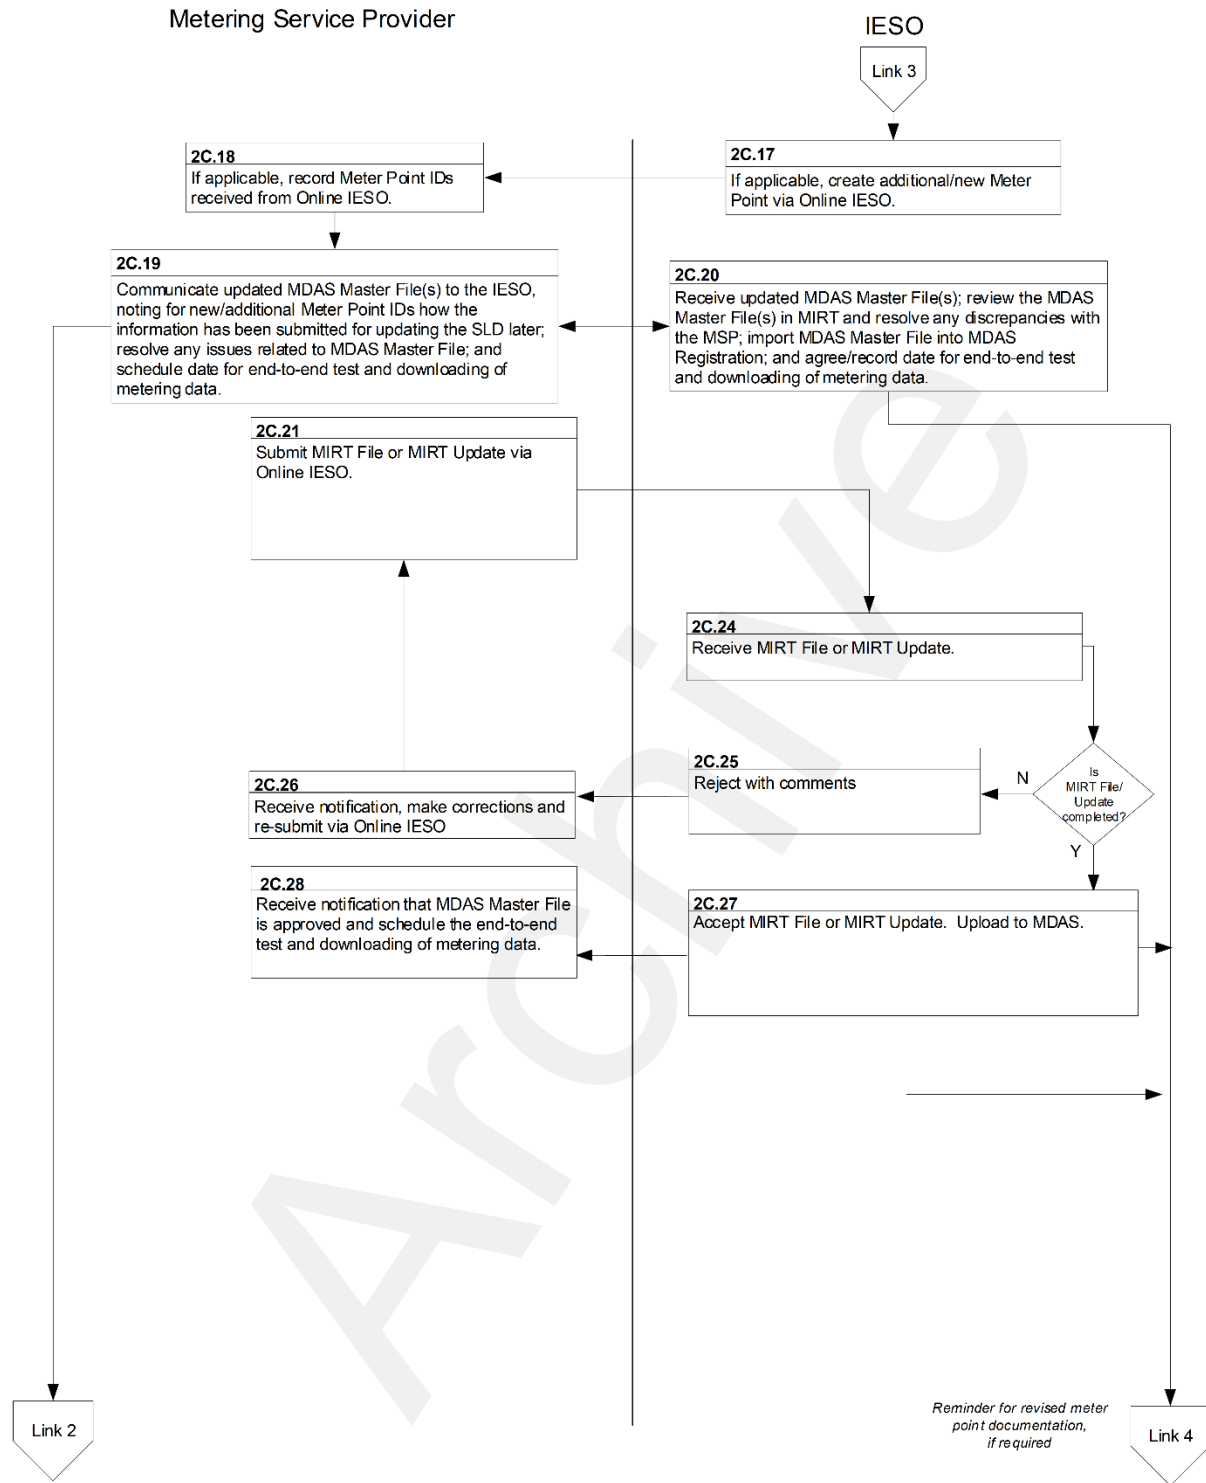 Metering Service Provider
IESO
Link 3
2C.18
If applicable, record Meter Point IDs
received from Online IESO.
2C.17
If applicable, create additional/new Meter
Point via Online IESO.
2C.19
Communicate updated MDAS Master File(s) to the IESO,
noting for new/additional Meter Point IDs how the
information has been submitted for updating the SLD later;
resolve any issues related to MDAS Master File; and
schedule date for end-to-end test and downloading of
metering data.
2C.20
Receive updated MDAS Master File(s); review the MDAS
Master File(s) in MIRT and resolve any discrepancies with
the MSP; import MDAS Master File into MDAS
Registration; and agree/record date for end-to-end test
and downloading of metering data.
2C.21
Submit MIRT File or MIRT Update via
Online IESO.
2C.24
Receive MIRT File or MIRT Update.
Is
MIRT File/
Update
completed?
N
Y
2C.25
Reject with comments
2C.26
Receive notification, make corrections and
re-submit via Online IESO
2C.28
Receive notification that MDAS Master File
is approved and schedule the end-to-end
test and downloading of metering data.
2C.27
Accept MIRT File or MIRT Update.  Upload to MDAS.
Archive
Link 2
Reminder for revised meter
point documentation,
if required
Link 4